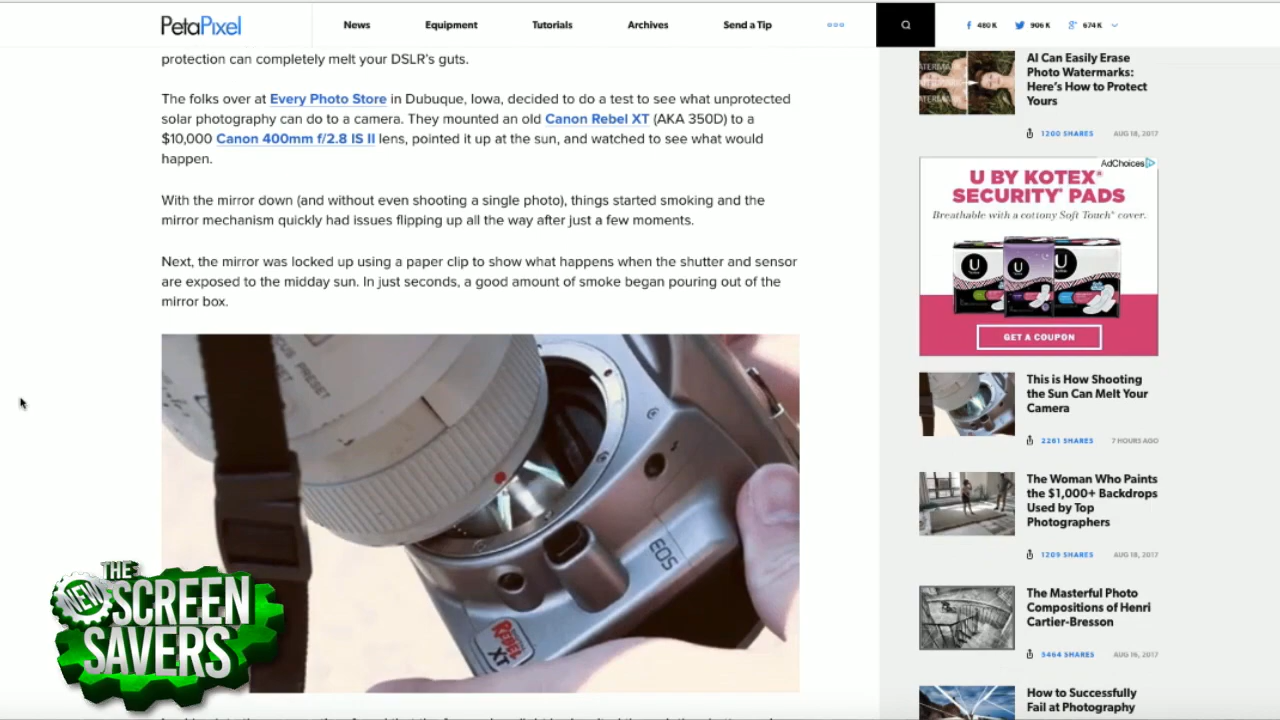 PetaPixel
News
Equipment
Tutorials
Archives
Send a Tip
480 K
906 K
674 K
protection can completely melt your DSLR's guts.
The folks over at Every Photo Store in Dubuque, Iowa, decided to do a test to see what unprotected
solar photography can do to a camera. They mounted an old Canon Rebel XT (AKA 350D) to a
$10,000 Canon 400mm f/2.8 IS II lens, pointed it up at the sun, and watched to see what would
happen.
With the mirror down (and without even shooting a single photo), things started smoking and the
mirror mechanism quickly had issues flipping up all the way after just a few moments.
Next, the mirror was locked up using a paper clip to show what happens when the shutter and sensor
are exposed to the midday sun. In just seconds, a good amount of smoke began pouring out of the
mirror box.
FOCUS PRESET
EOS
REBEL
XT
THE
NEW
SCREEN
SAVERS
AI Can Easily Erase
Photo Watermarks:
Here's How to Protect
Yours
1200 SHARES
AUG 18, 2017
AdChoices
U BY KOTEX®
SECURITY® PADS
Breathable with a cottony Soft Touch® cover.
U
U
U
GET A COUPON
This is How Shooting
the Sun Can Melt Your
Camera
2261 SHARES
7 HOURS AGO
The Woman Who Paints
the $1,000+ Backdrops
Used by Top
Photographers
1209 SHARES
AUG 18, 2017
The Masterful Photo
Compositions of Henri
Cartier-Bresson
5464 SHARES
AUG 16, 2017
How to Successfully
Fail at Photography